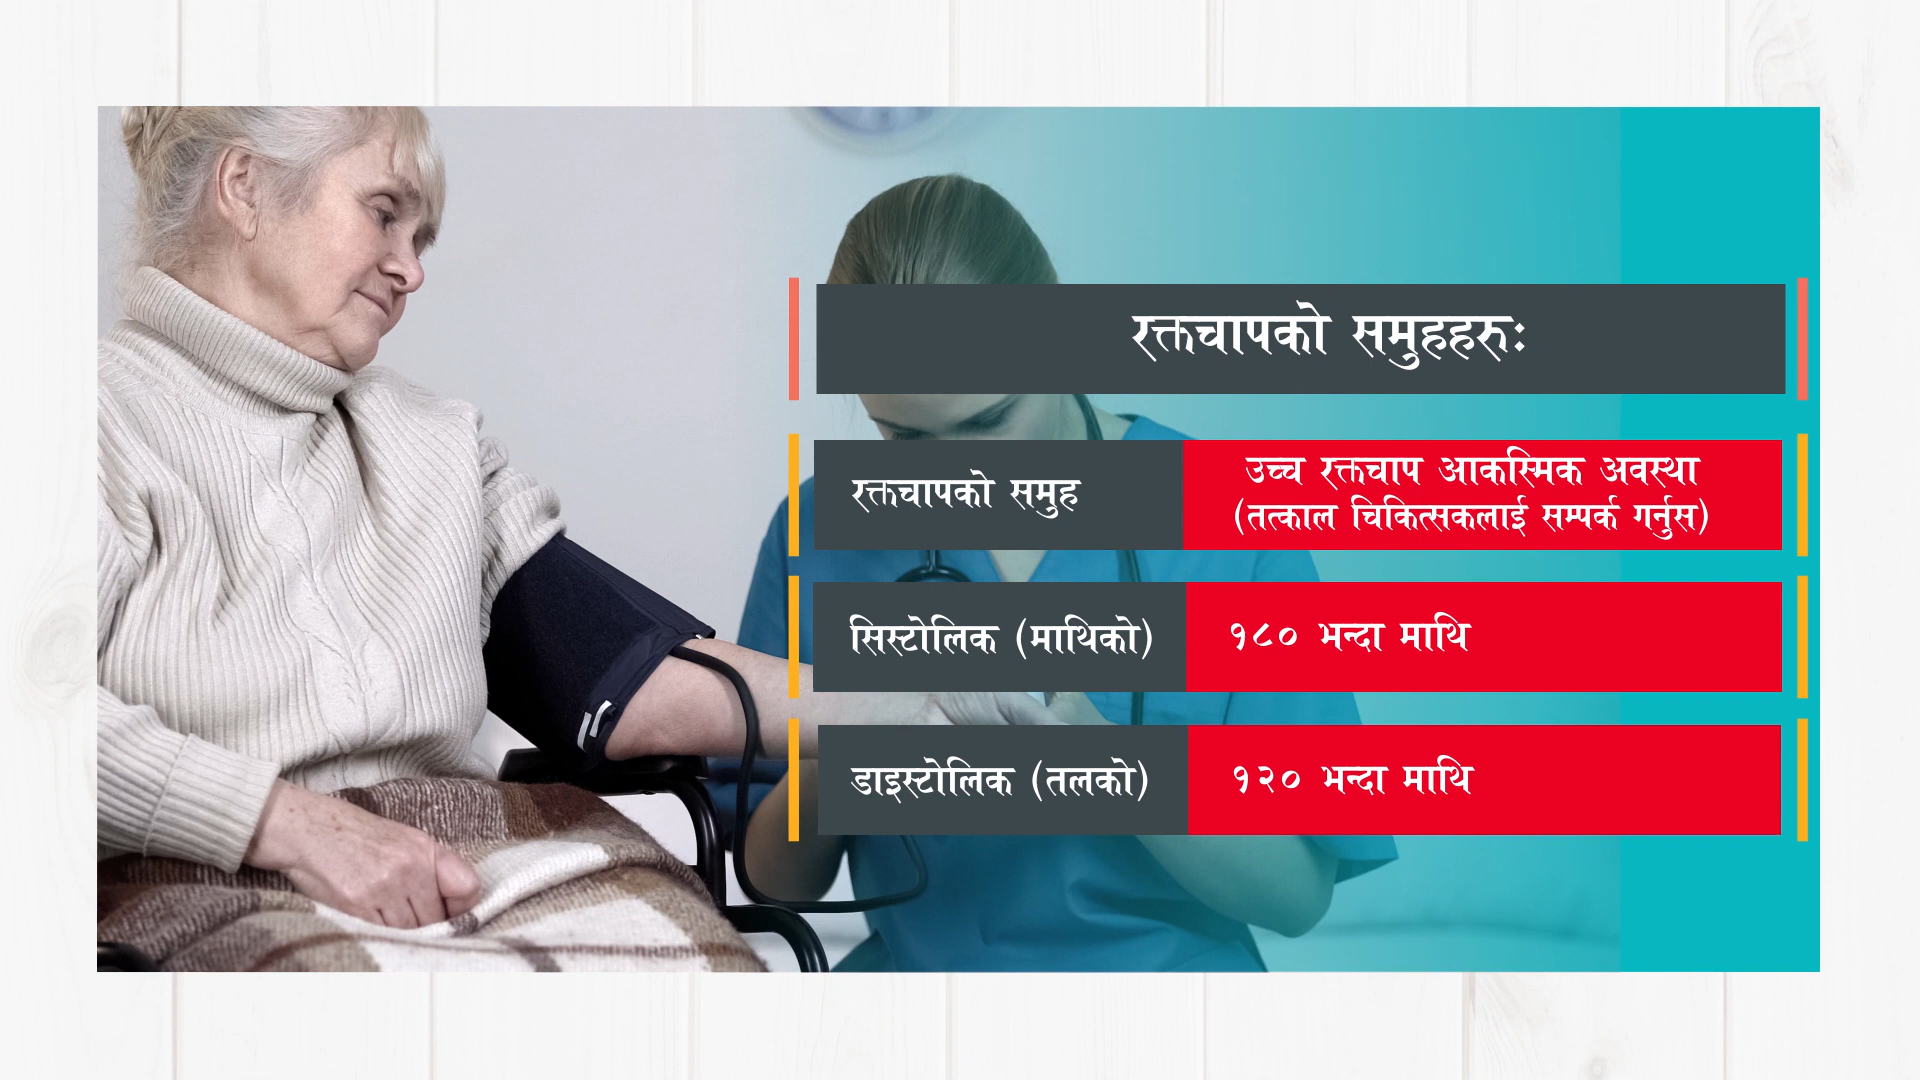 रक्तचापको समुहहरुः
रक्तचापको समुह
उच्च रक्तचाप आकस्मिक अवस्था
(तत्काल चिकित्सकलाई सम्पर्क गर्नुस)
सिस्टोलिक (माथिको)
१८० भन्दा माथि
डाइस्टोलिक (तलको)
१२० भन्दा माथि